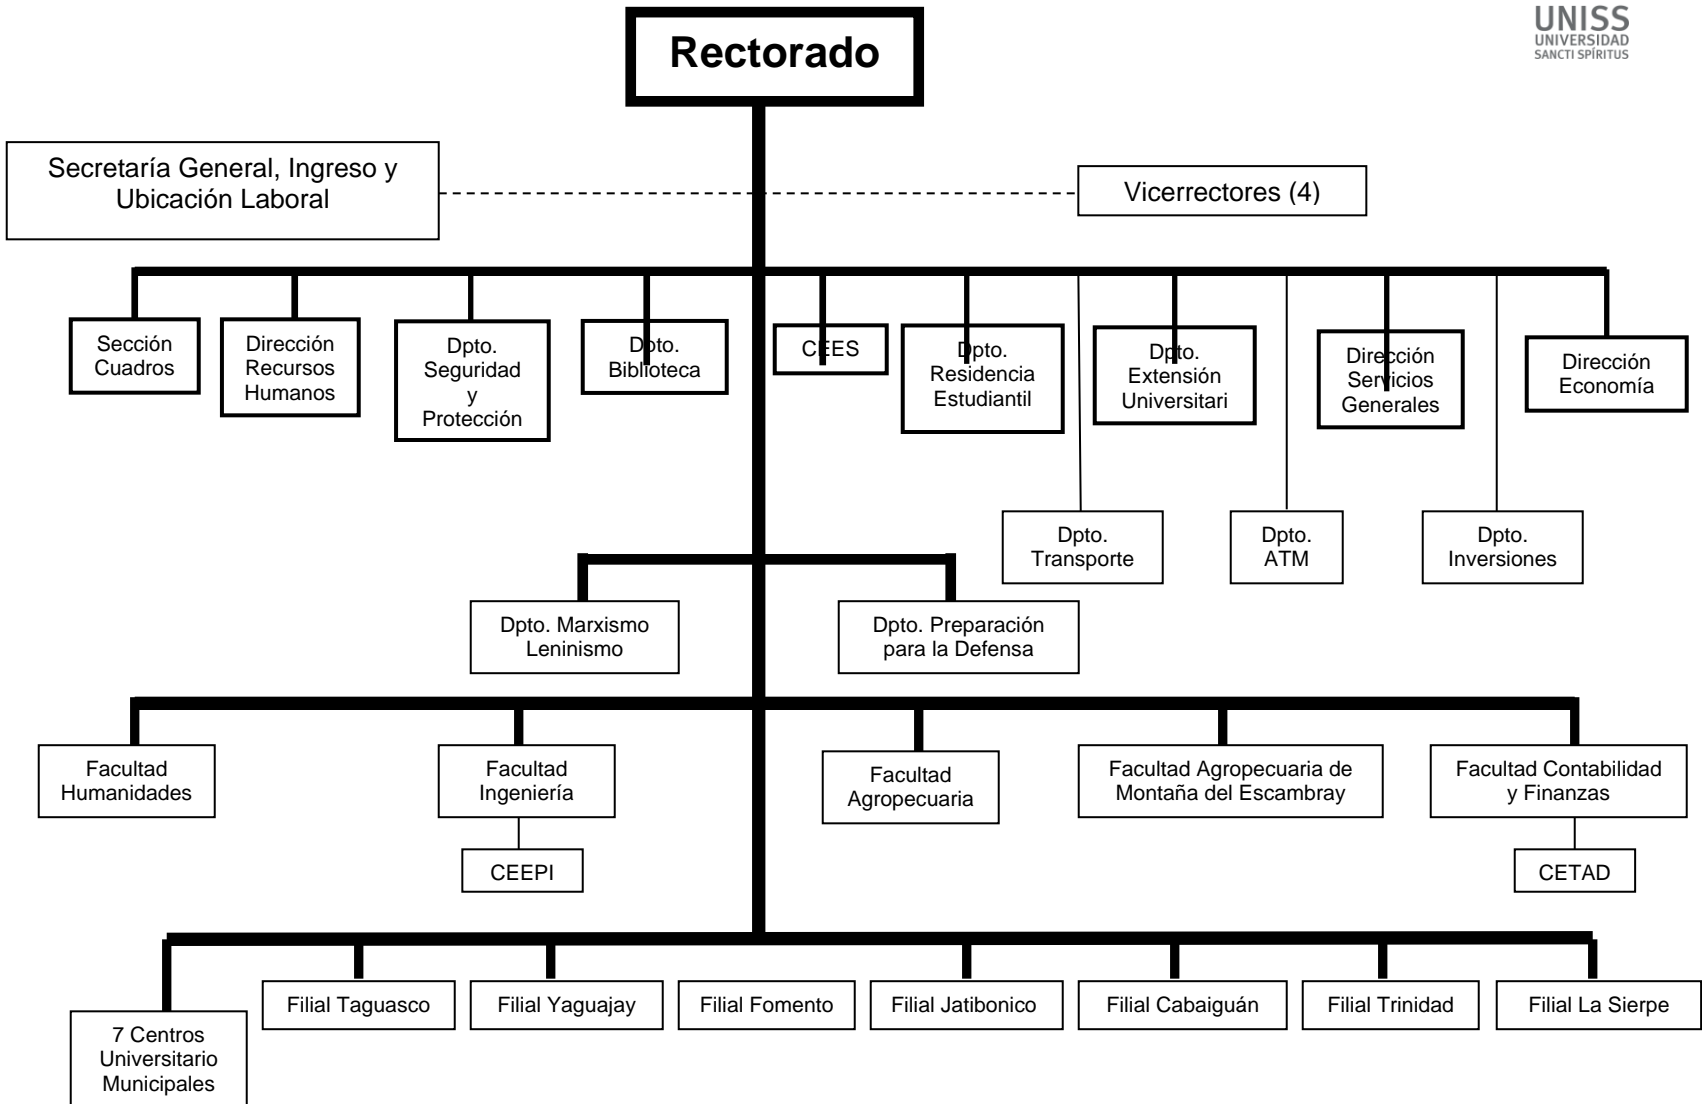 UNISS
UNIVERSIDAD
SANCTI SPÍRITUS
Rectorado
Secretaría General, Ingreso y
Ubicación Laboral
Vicerrectores (4)
Sección
Cuadros
Dirección
Recursos
Humanos
Dpto.
Seguridad
y
Protección
Dpto.
Biblioteca
CEES
Dpto.
Residencia
Estudiantil
Dpto.
Extensión
Universitari
Dirección
Servicios
Generales
Dirección
Economía
Dpto.
Transporte
Dpto.
ATM
Dpto.
Inversiones
Dpto. Marxismo
Leninismo
Dpto. Preparación
para la Defensa
Facultad
Humanidades
Facultad
Ingeniería
Facultad
Agropecuaria
Facultad Agropecuaria de
Montaña del Escambray
Facultad Contabilidad
y Finanzas
CEEPI
CETAD
7 Centros
Universitario
Municipales
Filial Taguasco
Filial Yaguajay
Filial Fomento
Filial Jatibonico
Filial Cabaiguán
Filial Trinidad
Filial La Sierpe